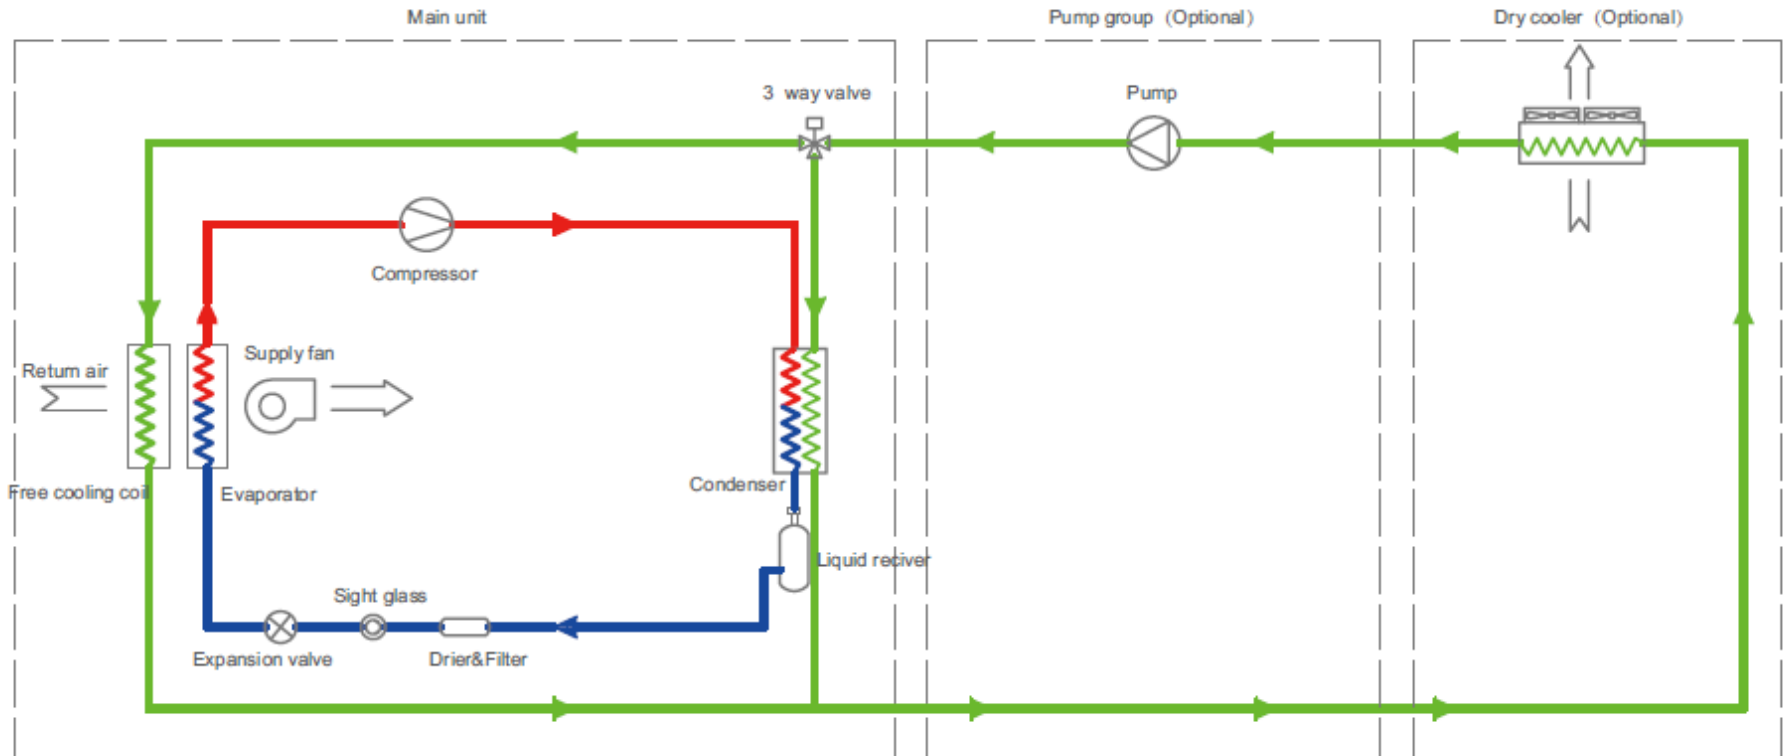 Main unit
Pump group (Optional)
Dry cooler (Optional)
3 way valve
Pump
Compressor
Return air
Supply fan
Free cooling coil
Evaporator
Condenser
Liquid reciver
Sight glass
Expansion valve
Drier&Filter